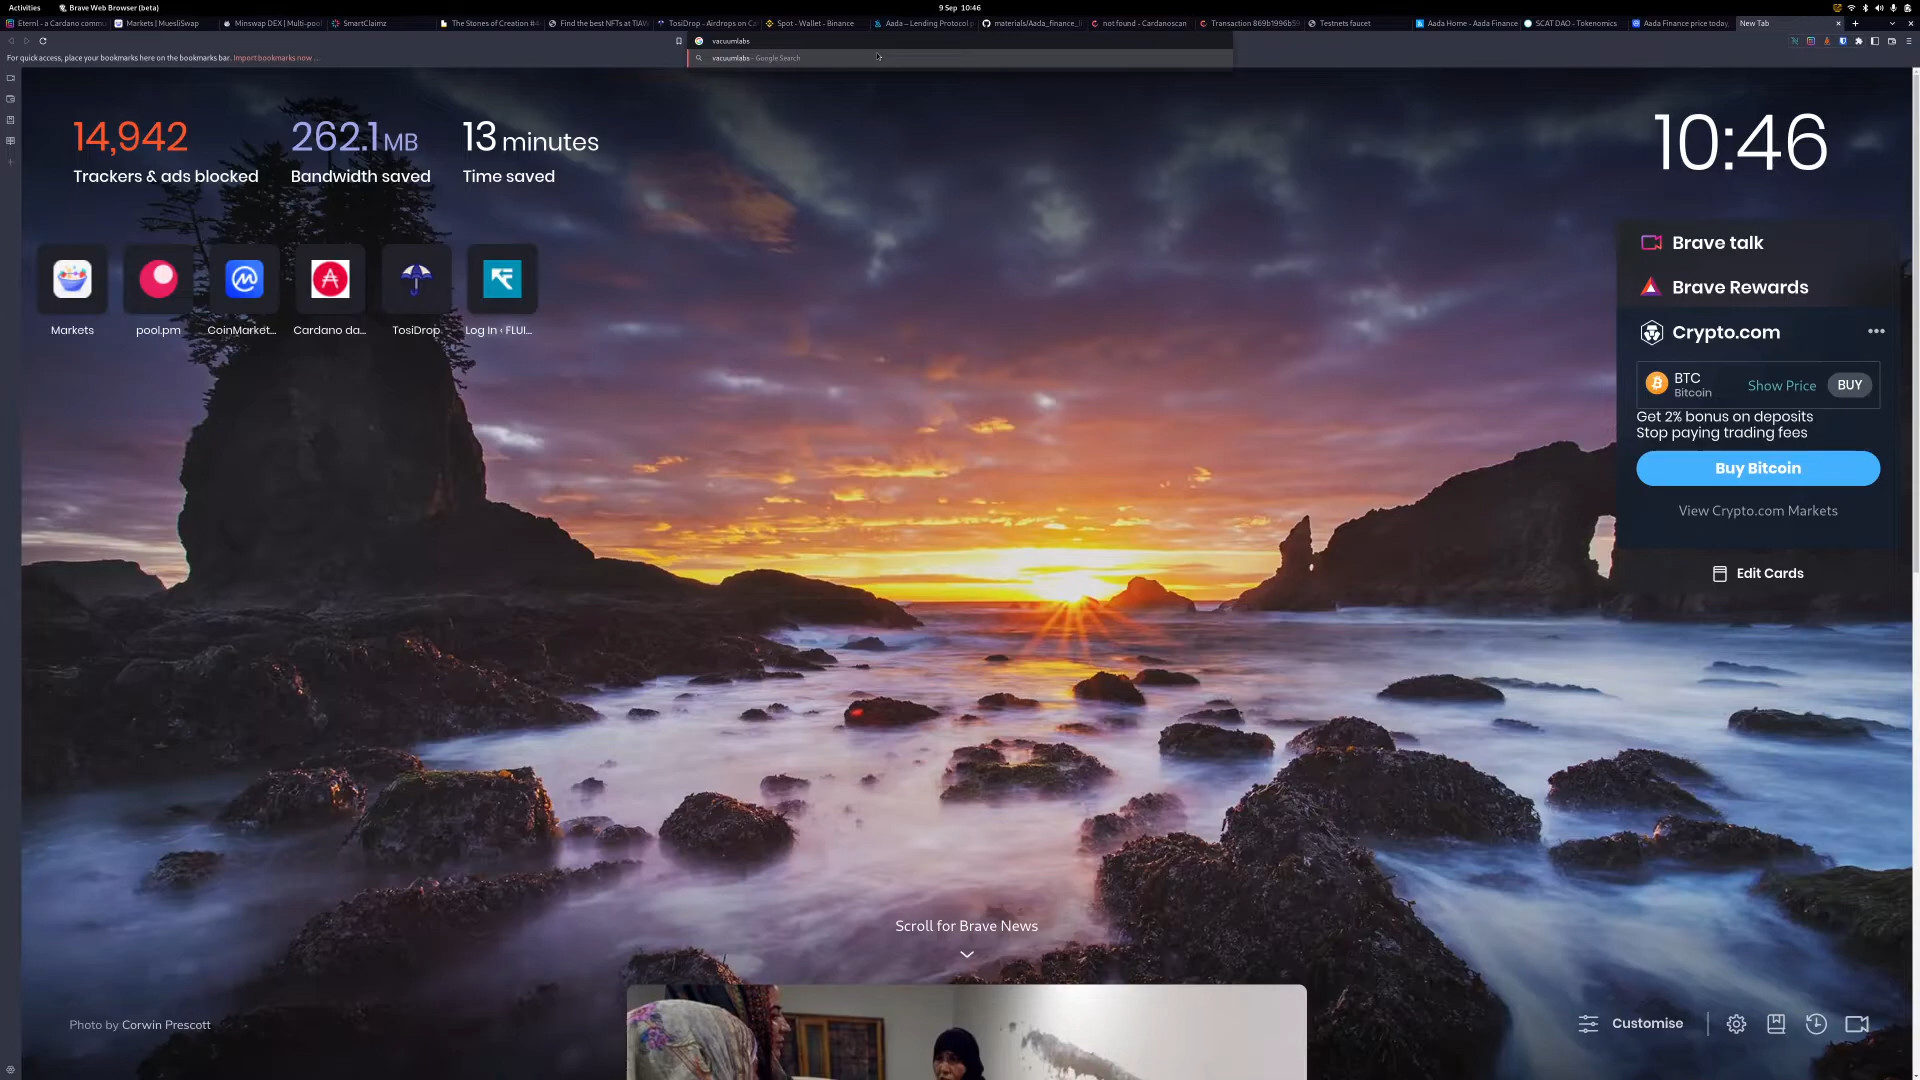 Activities
Brave Web Browser (beta)
9 Sep 10:46
Eternl - a Cardano comm
Markets | MuesliSwap
Minswap DEX | Multi-pool
SmartClaimz
The Stones of Creation #4
Find the best NFTs at TIAW
TosiDrop - Airdrops on Ca
Spot - Wallet - Binance
Aada – Lending Protocol
materials/Aada_finance_l
not found - Cardanoscan
Transaction 869b1996b5
Testnets faucet
Aada Home - Aada Finance
SCAT DAO - Tokenomics
Aada Finance price today,
New Tab
vacuumlabs
For quick access, place your bookmarks here on the bookmarks bar. Import bookmarks now ...
vacuumlabs - Google Search
14,942
Trackers & ads blocked
262.1 MB
Bandwidth saved
13 minutes
Time saved
10:46
Markets
pool.pm
CoinMarket...
Cardano da...
TosiDrop
Log In ‹ FLUI...
Brave talk
Brave Rewards
Crypto.com
BTC
Bitcoin
Show Price
BUY
Get 2% bonus on deposits
Stop paying trading fees
Buy Bitcoin
View Crypto.com Markets
Edit Cards
Scroll for Brave News
Photo by Corwin Prescott
Customise